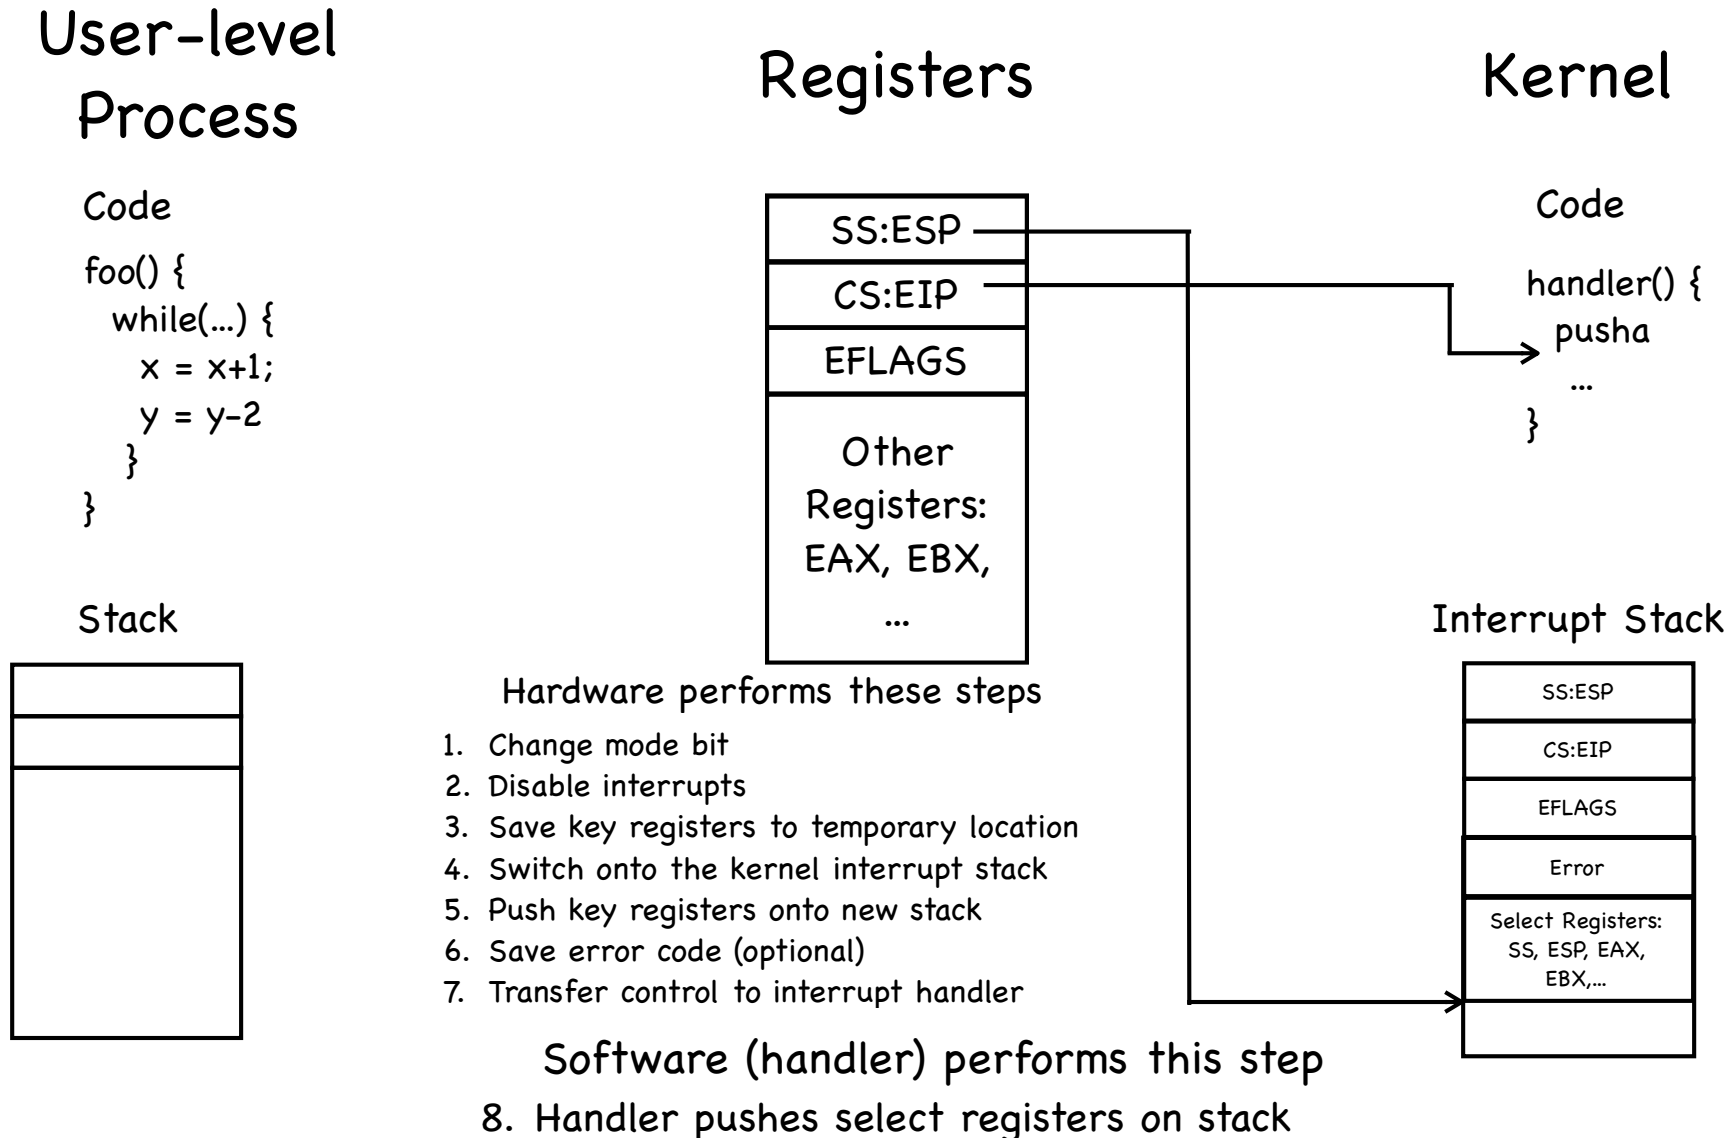 User-level
Process
Code
foo() {
while(...) {
x = x+1;
y = y-2
}
}
Stack
Registers
SS:ESP
CS:EIP
EFLAGS
Other
Registers:
EAX, EBX,
...
Hardware performs these steps
1. Change mode bit
2. Disable interrupts
3. Save key registers to temporary location
4. Switch onto the kernel interrupt stack
5. Push key registers onto new stack
6. Save error code (optional)
7. Transfer control to interrupt handler
Software (handler) performs this step
8. Handler pushes select registers on stack
Kernel
Code
handler() {
pusha
...
}
Interrupt Stack
SS:ESP
CS:EIP
EFLAGS
Error
Select Registers:
SS, ESP, EAX,
EBX,...